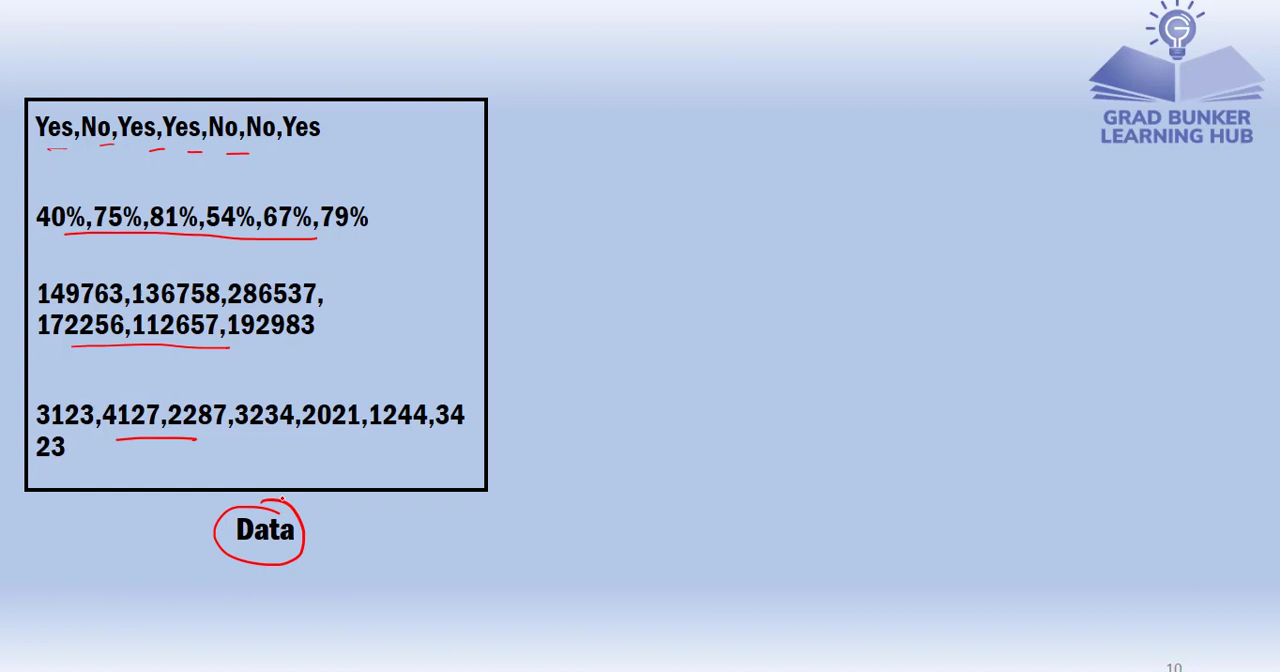 GRAD BUNKER
LEARNING HUB
Yes,No,Yes,Yes,No,No,Yes
40%,75%,81%,54%,67%,79%
149763,136758,286537,
172256,112657,192983
3123,4127,2287,3234,2021,1244,34
23
Data
10